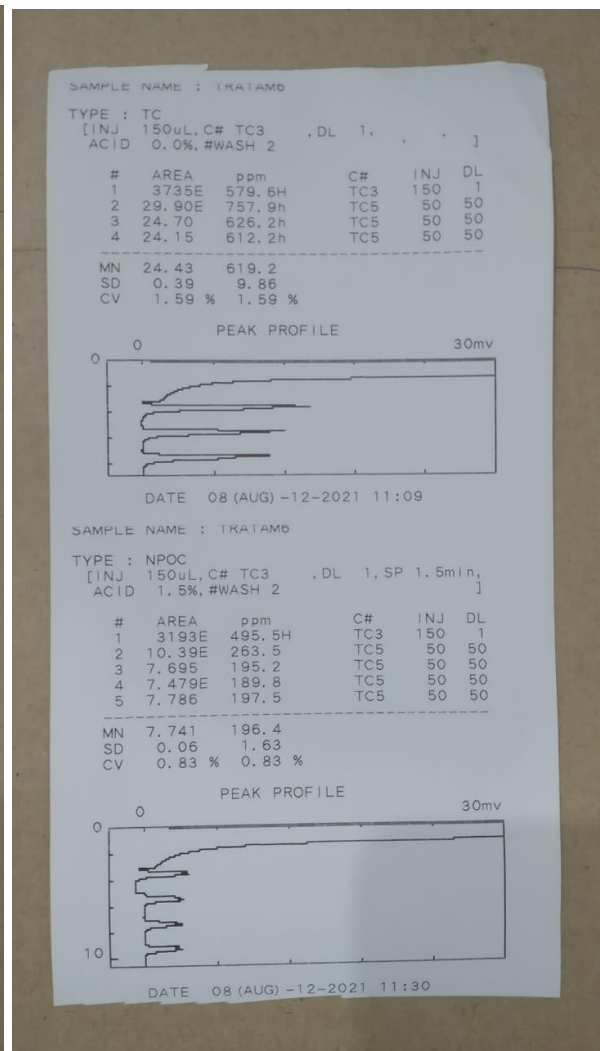 SAMPLE NAME : TRATAM6
TYPE : TC
[INJ 150uL, C# TC3 , DL 1, . . ]
ACID 0.0%, #WASH 2
# AREA ppm C# INJ DL
1 3735E 579.6H TC3 150 1
2 29.90E 757.9h TC5 50 50
3 24.70 626.2h TC5 50 50
4 24.15 612.2h TC5 50 50
MN 24.43 619.2
SD 0.39 9.86
CV 1.59 % 1.59 %
PEAK PROFILE
0 30mv
0
DATE 08(AUG)-12-2021 11:09
SAMPLE NAME : TRATAM6
TYPE : NPOC
[INJ 150uL, C# TC3 , DL 1, SP 1.5min,
ACID 1.5%, #WASH 2 ]
# AREA ppm C# INJ DL
1 3193E 495.5H TC3 150 1
2 10.39E 263.5 TC5 50 50
3 7.695 195.2 TC5 50 50
4 7.479E 189.8 TC5 50 50
5 7.786 197.5 TC5 50 50
MN 7.741 196.4
SD 0.06 1.63
CV 0.83 % 0.83 %
PEAK PROFILE
0 30mv
0
10
DATE 08(AUG)-12-2021 11:30